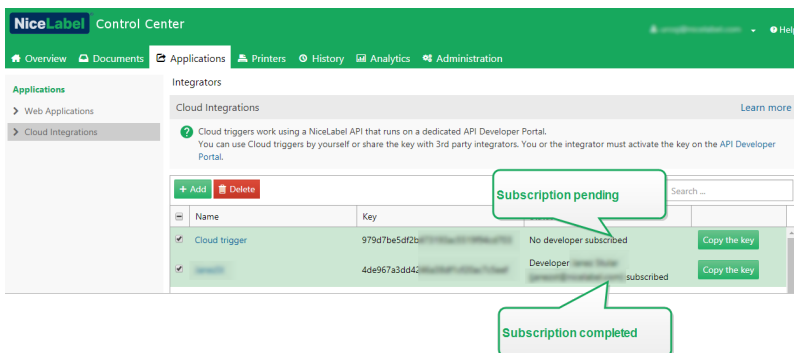 NiceLabel Control Center
Help
Overview Documents Applications Printers History Analytics Administration
Applications
Web Applications
Cloud Integrations
Integrators
Cloud Integrations Learn more
Cloud triggers work using a NiceLabel API that runs on a dedicated API Developer Portal.
You can use Cloud triggers by yourself or share the key with 3rd party integrators. You or the integrator must activate the key on the API Developer
Portal.
+ Add Delete
Subscription pending
Search ...
Name Key
Cloud trigger 979d7be5df2b No developer subscribed Copy the key
4de967a3dd42 Developer
subscribed Copy the key
Subscription completed